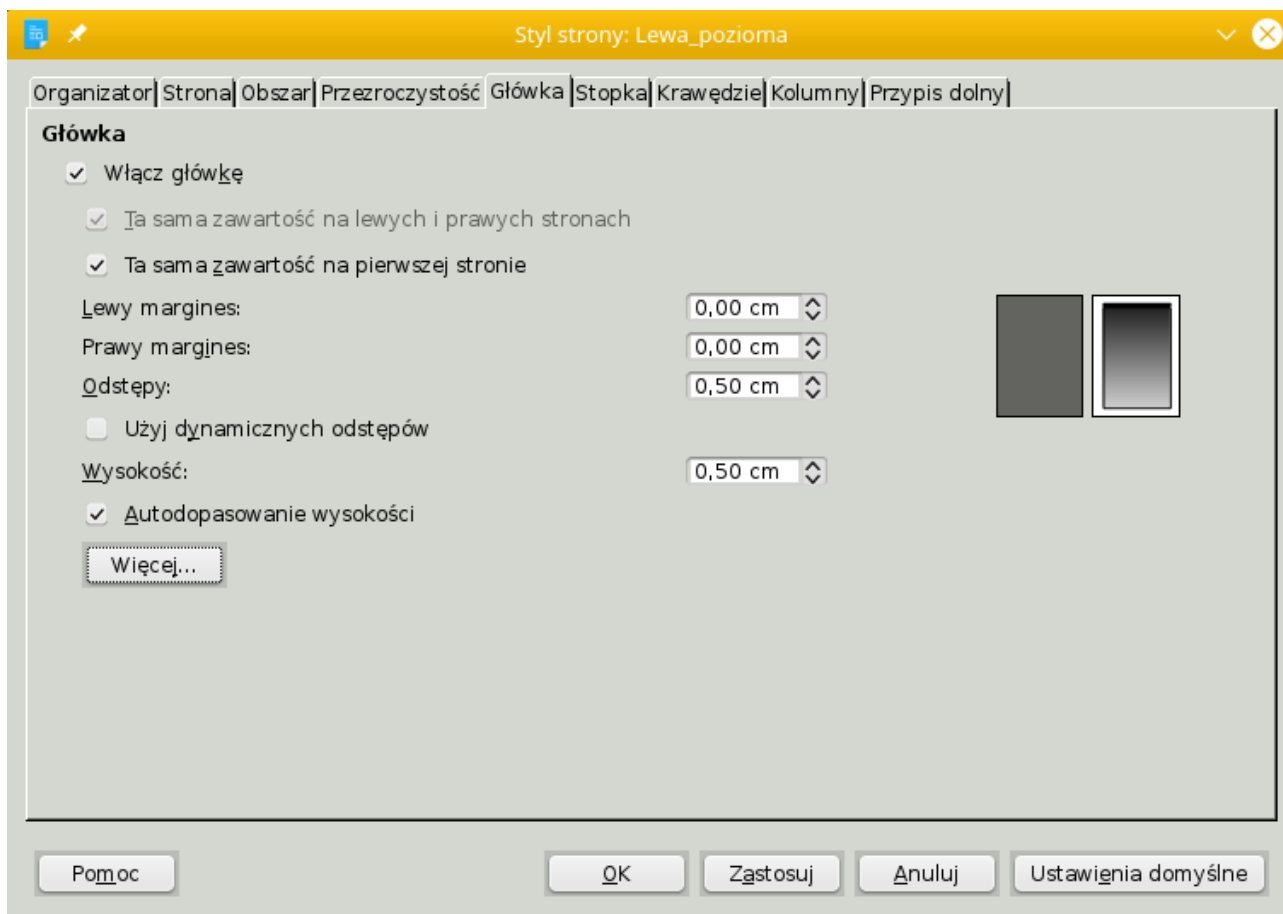 Styl strony: Lewa_pozioma
Organizator Strona Obszar Przezroczystość Główka Stopka Krawędzie Kolumny Przypis dolny
Główka
Włącz główkę
Ta sama zawartość na lewych i prawych stronach
Ta sama zawartość na pierwszej stronie
Lewy margines: 0,00 cm
Prawy margines: 0,00 cm
Odstępy: 0,50 cm
Użyj dynamicznych odstępów
Wysokość: 0,50 cm
Autodopasowanie wysokości
Więcej...
Pomoc OK Zastosuj Anuluj Ustawienia domyślne